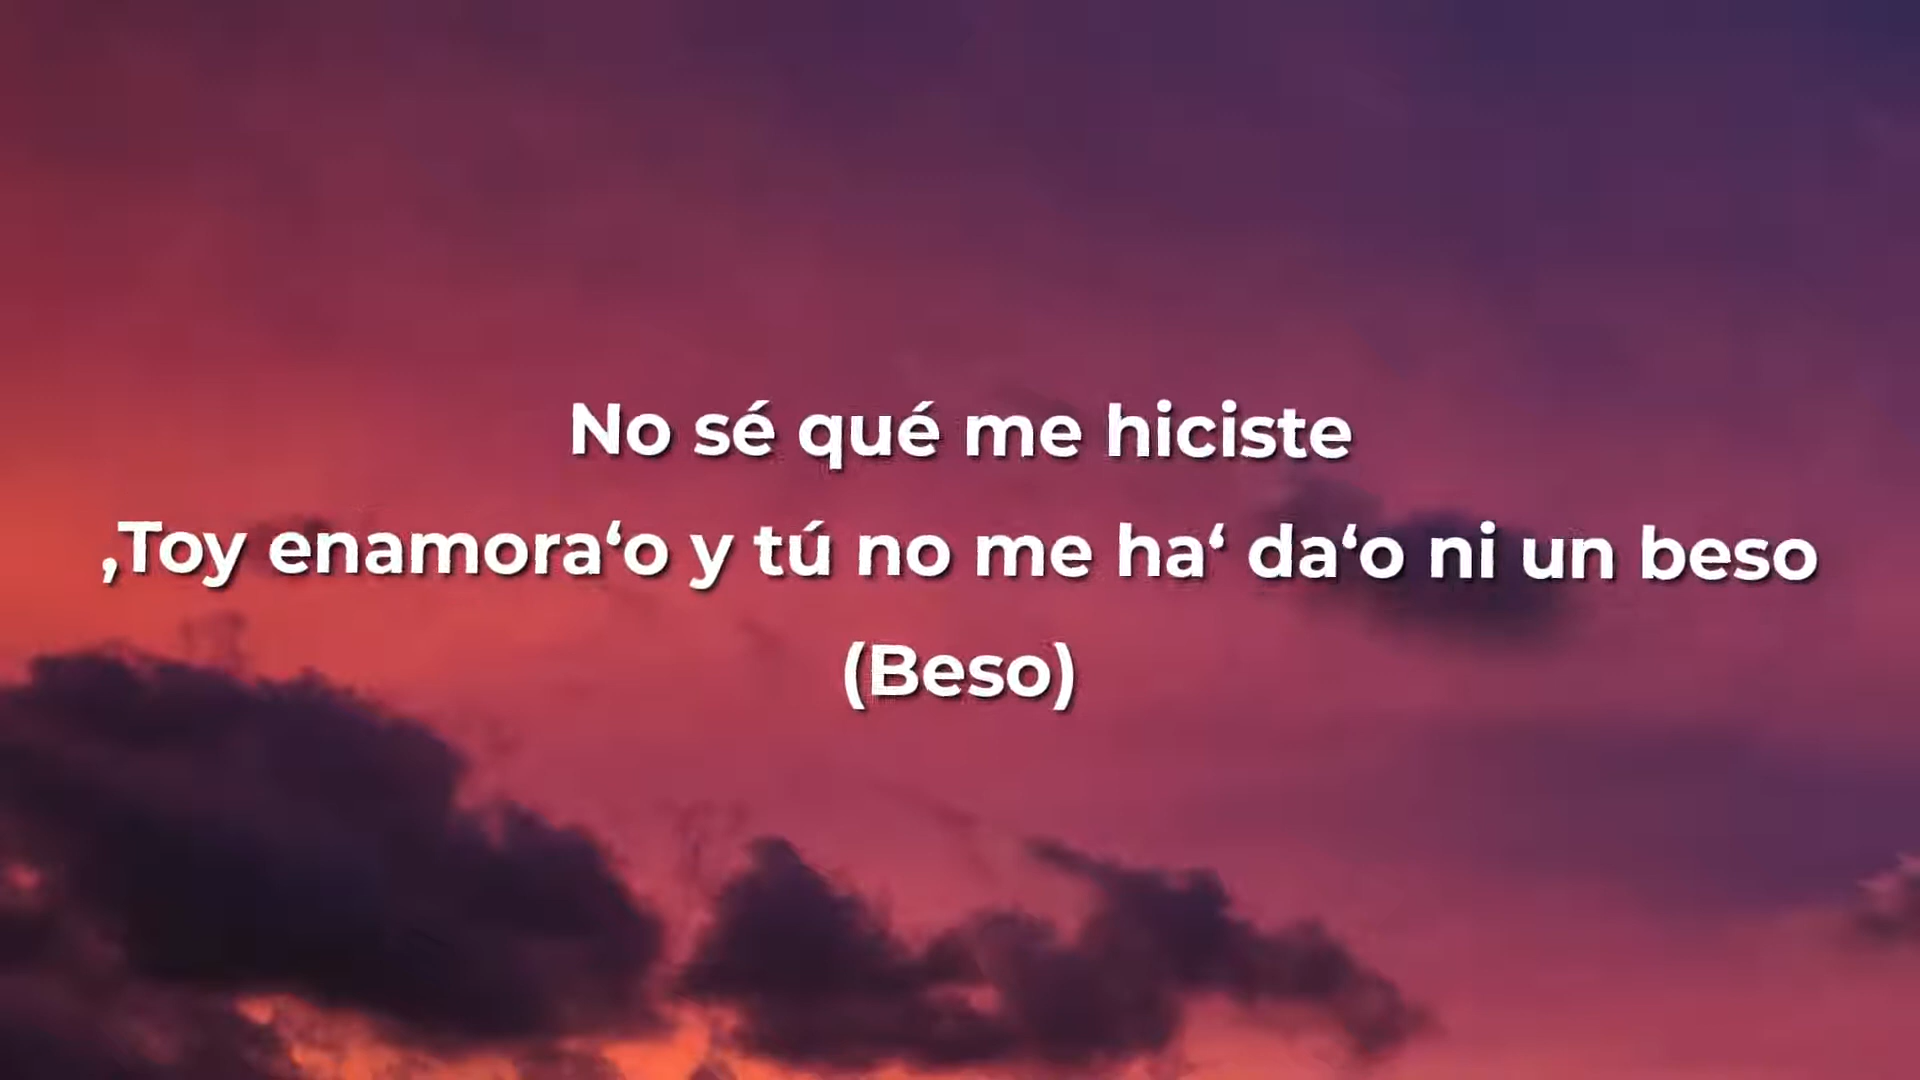 No sé qué me hiciste
‚Toy enamora‘o y tú no me ha‘ da‘o ni un beso
(Beso)